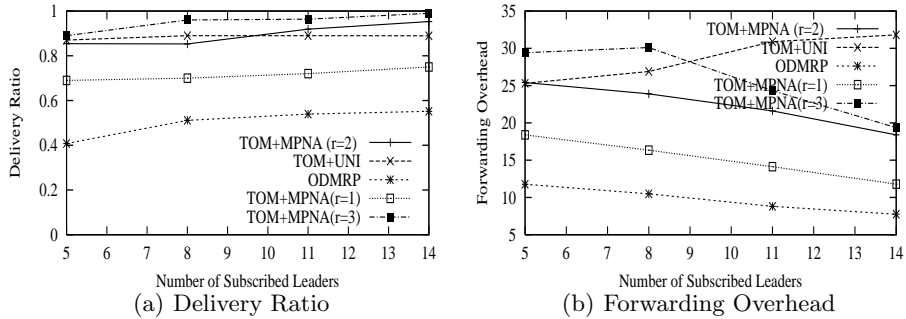 1
0.8
0.6
0.4
0.2
0
Delivery Ratio
TOM+MPNA (r=2)
TOM+UNI
ODMRP
TOM+MPNA(r=1)
TOM+MPNA(r=3)
5 6 7 8 9 10 11 12 13 14
Number of Subscribed Leaders
(a) Delivery Ratio
35
30
25
20
15
10
5
Forwarding Overhead
TOM+MPNA(r=2)
TOM+UNI
ODMRP
TOM+MPNA(r=1)
TOM+MPNA(r=3)
5 6 7 8 9 10 11 12 13 14
Number of Subscribed Leaders
(b) Forwarding Overhead